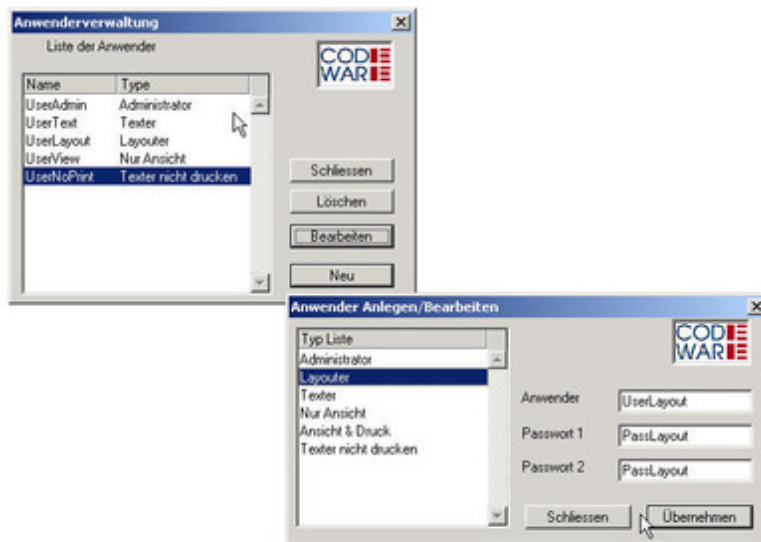 Anwenderverwaltung
Liste der Anwender
CODE
WARE
Name Type
UserAdmin Administrator
UserText Texter
UserLayout Layouter
UserView Nur Ansicht
UserNoPrint Texter nicht drucken
Schliessen
Löschen
Bearbeiten
Neu
Anwender Anlegen/Bearbeiten
CODE
WARE
Typ Liste
Administrator
Layouter
Texter
Nur Ansicht
Ansicht & Druck
Texter nicht drucken
Anwender UserLayout
Passwort 1 PassLayout
Passwort 2 PassLayout
Schliessen Übernehmen